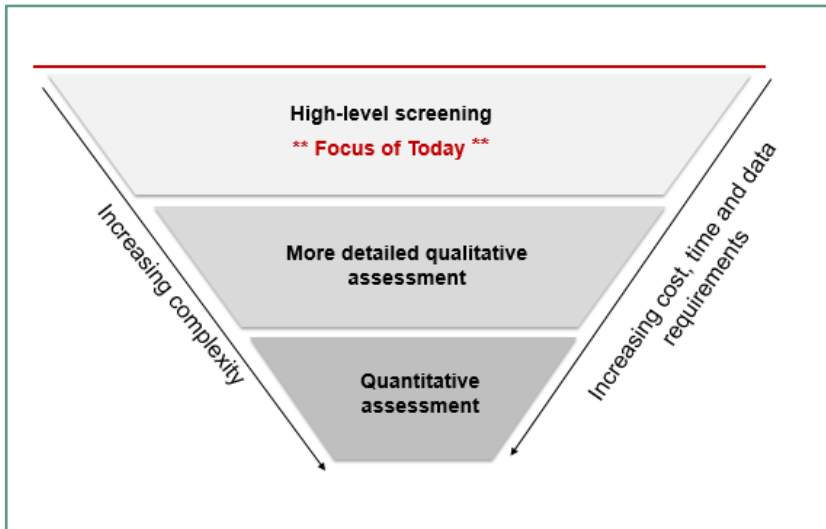 High-level screening
** Focus of Today **
More detailed qualitative
assessment
Quantitative
assessment
Increasing complexity
Increasing cost, time and data
requirements